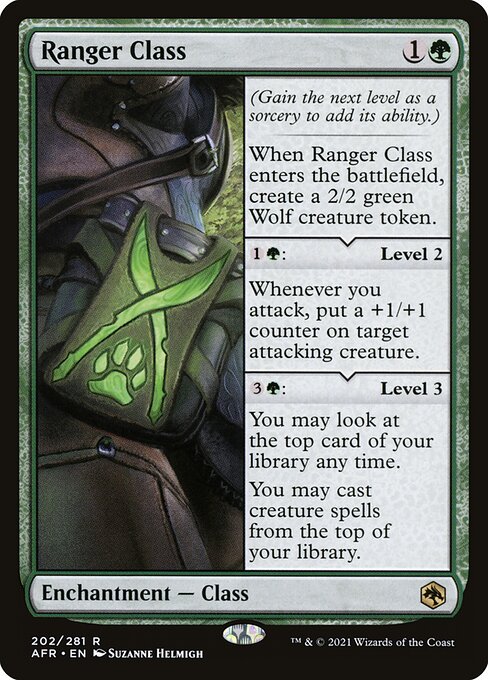 Ranger Class 1
(Gain the next level as a
sorcery to add its ability.)
When Ranger Class
enters the battlefield,
create a 2/2 green
Wolf creature token.
1 : Level 2
Whenever you
attack, put a +1/+1
counter on target
attacking creature.
3 : Level 3
You may look at
the top card of your
library any time.
You may cast
creature spells
from the top of
your library.
Enchantment — Class
202/281 R
AFR • EN SUZANNE HELMIGH
™ & © 2021 Wizards of the Coast